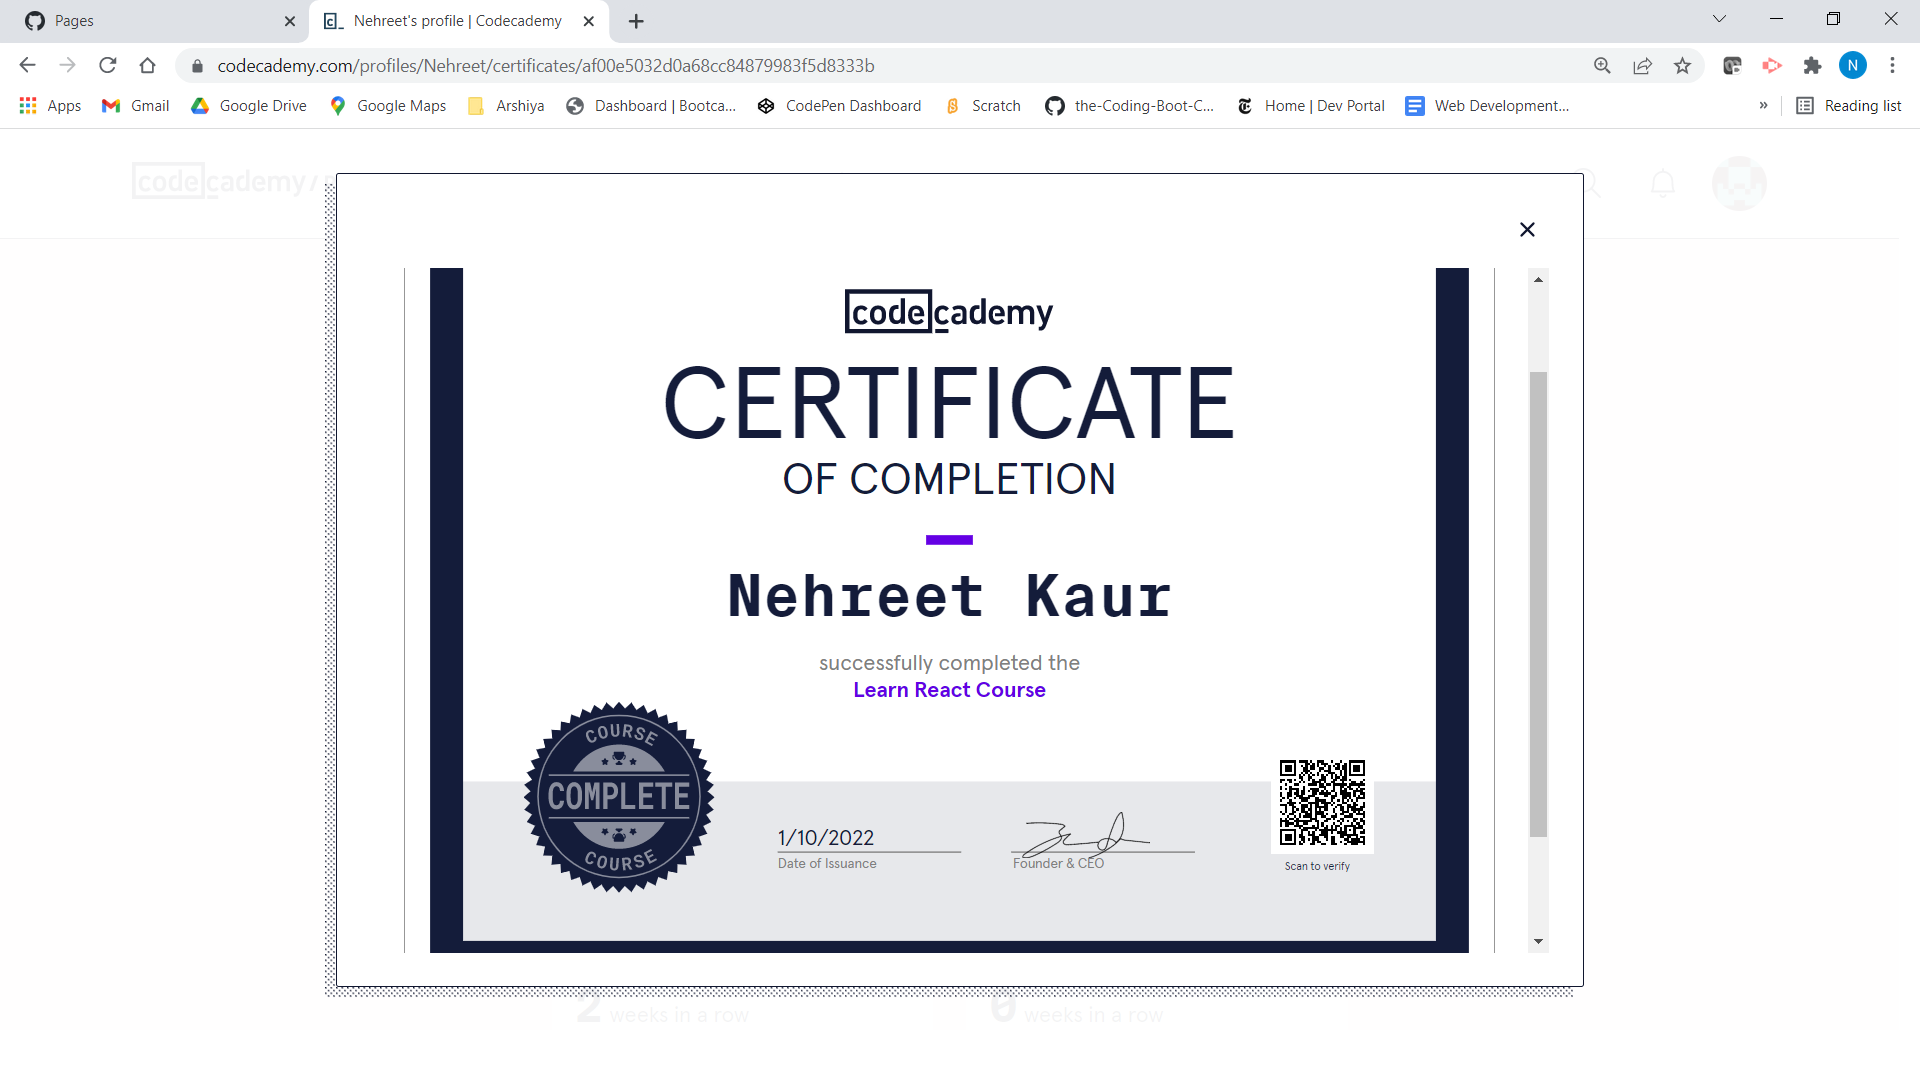 Pages
c_ Nehreet's profile | Codecademy
codecademy.com/profiles/Nehreet/certificates/af00e5032d0a68cc84879983f5d8333b
N
Apps Gmail Google Drive Google Maps Arshiya Dashboard | Bootca... CodePen Dashboard Scratch the-Coding-Boot-C... Home | Dev Portal Web Development... » Reading list
codecademy /
codecademy
CERTIFICATE
OF COMPLETION
Nehreet Kaur
successfully completed the
Learn React Course
COURSE
COMPLETE
COURSE
1/10/2022
Date of Issuance
Founder & CEO
Scan to verify
2 weeks in a row
0 weeks in a row